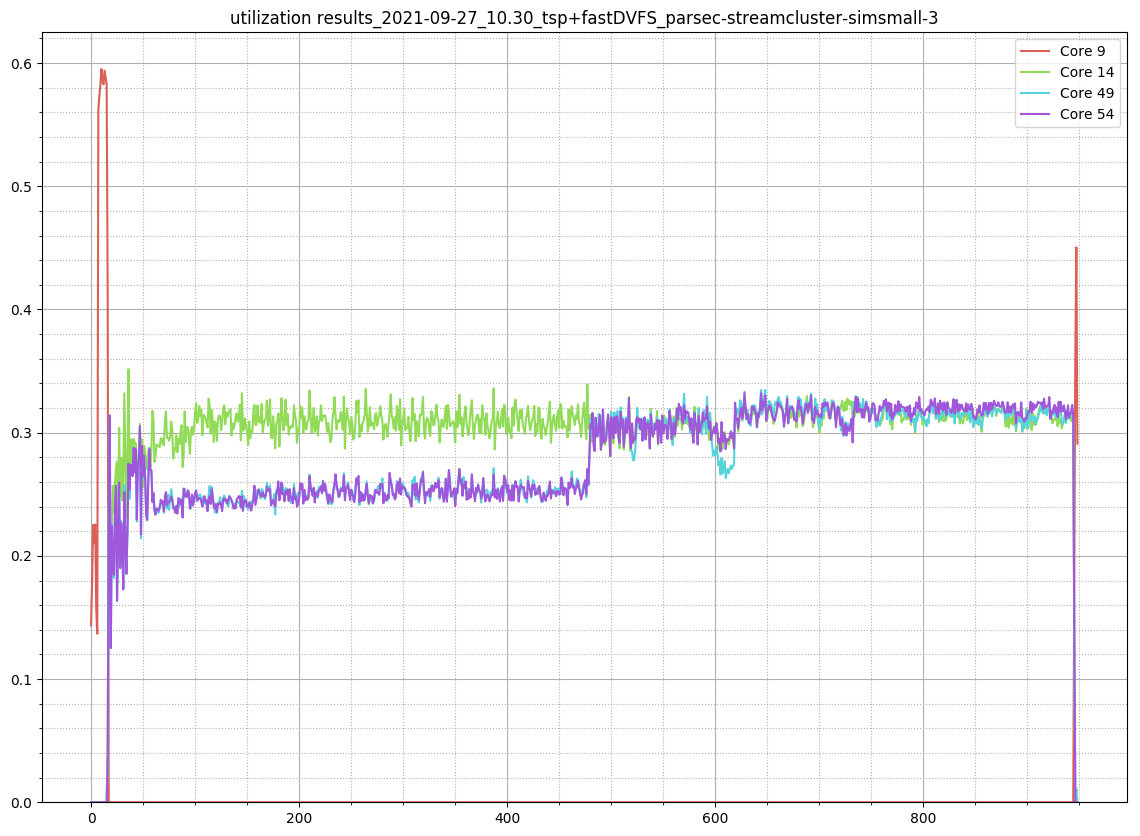 utilization results_2021-09-27_10.30_tsp+fastDVFS_parsec-streamcluster-simsmall-3
Core 9
Core 14
Core 49
Core 54
0.6
0.5
0.4
0.3
0.2
0.1
0.0
0 200 400 600 800